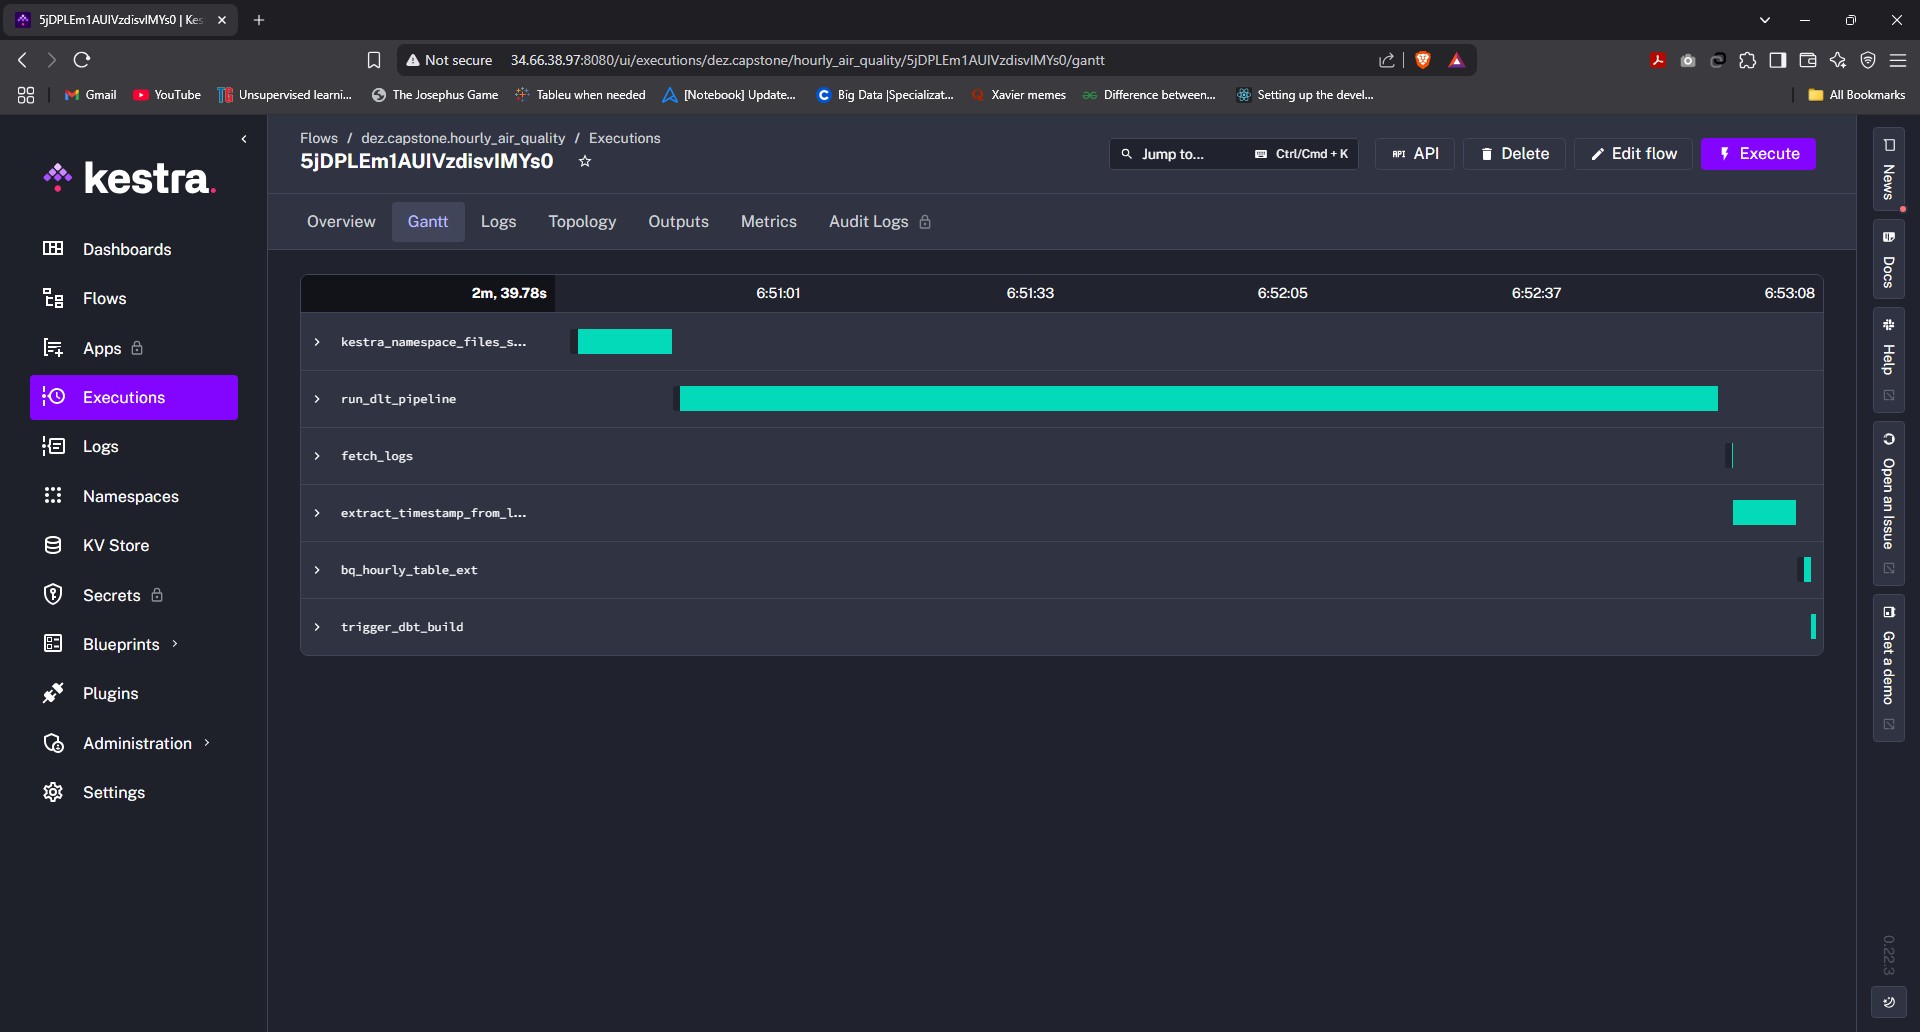 5jDPLEm1AUIVzdisvIMYs0 | Kes
Not secure 34.66.38.97:8080/ui/executions/dez.capstone/hourly_air_quality/5jDPLEm1AUIVzdisvIMYs0/gantt
Gmail YouTube Unsupervised learni... The Josephus Game Tableu when needed [Notebook] Update... Big Data |Specializat... Xavier memes Difference between... Setting up the devel... All Bookmarks
Flows / dez.capstone.hourly_air_quality / Executions
5jDPLEm1AUIVzdisvIMYs0
Jump to... Ctrl/Cmd + K API API Delete Edit flow Execute
kestra.
Overview Gantt Logs Topology Outputs Metrics Audit Logs
Dashboards
Flows
Apps
Executions
Logs
Namespaces
KV Store
Secrets
Blueprints
Plugins
Administration
Settings
2m, 39.78s 6:51:01 6:51:33 6:52:05 6:52:37 6:53:08
kestra_namespace_files_s...
run_dlt_pipeline
fetch_logs
extract_timestamp_from_l...
bq_hourly_table_ext
trigger_dbt_build
News
Docs
Help
Open an Issue
Get a demo
0.22.3